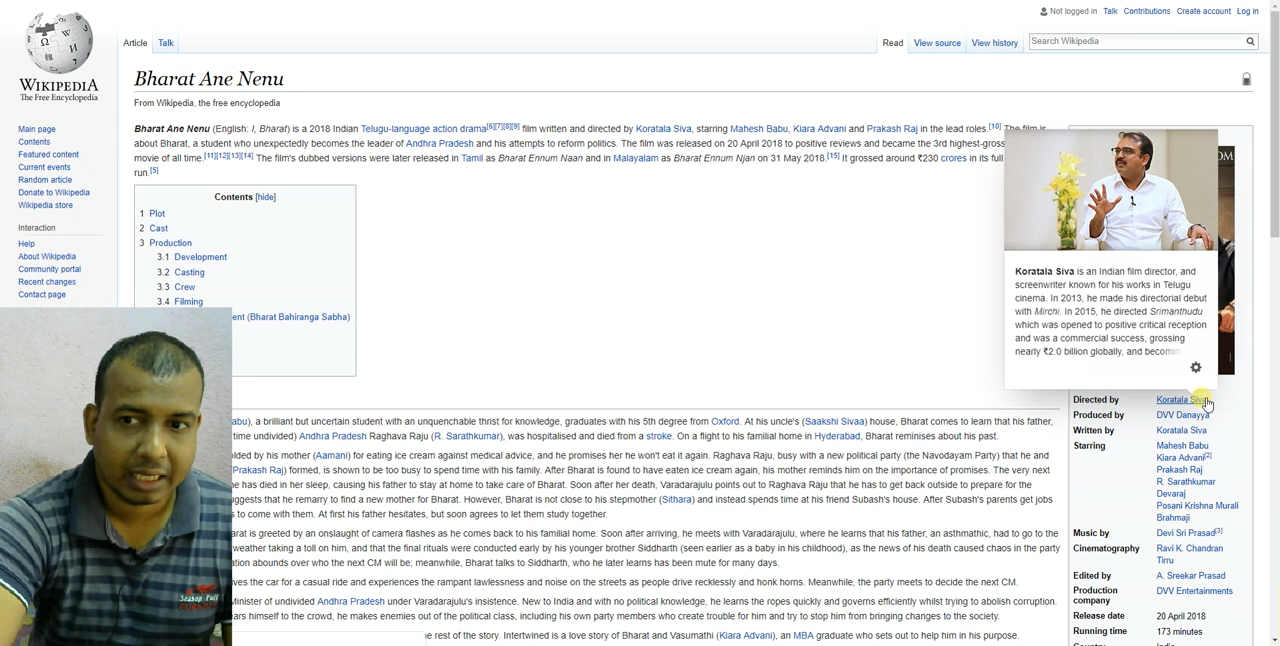 Not logged in Talk Contributions Create account Log in
Article Talk
Read View source View history Search Wikipedia
WIKIPEDIA
The Free Encyclopedia
Main page
Contents
Featured content
Current events
Random article
Donate to Wikipedia
Wikipedia store
Interaction
Help
About Wikipedia
Community portal
Recent changes
Contact page
Bharat Ane Nenu
From Wikipedia, the free encyclopedia
Bharat Ane Nenu (English: I, Bharat) is a 2018 Indian Telugu-language action drama[6][7][8][9] film written and directed by Koratala Siva, starring Mahesh Babu, Kiara Advani and Prakash Raj in the lead roles.[10] The film is
about Bharat, a student who unexpectedly becomes the leader of Andhra Pradesh and his attempts to reform politics. The film was released on 20 April 2018 to positive reviews and became the 3rd highest-gros
movie of all time.[11][12][13][14] The film's dubbed versions were later released in Tamil as Bharat Ennum Naan and in Malayalam as Bharat Ennum Njan on 31 May 2018.[15] It grossed around ₹230 crores in its full
run.[5]
Contents [hide]
1 Plot
2 Cast
3 Production
3.1 Development
3.2 Casting
3.3 Crew
3.4 Filming
ent (Bharat Bahiranga Sabha)
Koratala Siva is an Indian film director, and
screenwriter known for his works in Telugu
cinema. In 2013, he made his directorial debut
with Mirchi. In 2015, he directed Srimanthudu
which was opened to positive critical reception
and was a commercial success, grossing
nearly ₹2.0 billion globally, and becomin
abu), a brilliant but uncertain student with an unquenchable thrist for knowledge, graduates with his 5th degree from Oxford. At his uncle's (Saakshi Sivaa) house, Bharat comes to learn that his father,
time undivided) Andhra Pradesh Raghava Raju (R. Sarathkumar), was hospitalised and died from a stroke. On a flight to his familial home in Hyderabad, Bharat reminises about his past.
olded by his mother (Aamani) for eating ice cream against medical advice, and he promises her he won't eat it again. Raghava Raju, busy with a new political party (the Navodayam Party) that he and
(Prakash Raj) formed, is shown to be too busy to spend time with his family. After Bharat is found to have eaten ice cream again, his mother reminds him on the importance of promises. The very next
he has died in her sleep, causing his father to stay at home to take care of Bharat. Soon after her death, Varadarajulu points out to Raghava Raju that he has to get back outside to prepare for the
uggests that he remarry to find a new mother for Bharat. However, Bharat is not close to his stepmother (Sithara) and instead spends time at his friend Subash's house. After Subash's parents get jobs
s to come with them. At first his father hesitates, but soon agrees to let them study together.
arat is greeted by an onslaught of camera flashes as he comes back to his familial home. Soon after arriving, he meets with Varadarajulu, where he learns that his father, an asthmathic, had to go to the
weather taking a toll on him, and that the final rituals were conducted early by his younger brother Siddharth (seen earlier as a baby in his childhood), as the news of his death caused chaos in the party
ation abounds over who the next CM will be; meanwhile, Bharat talks to Siddharth, who he later learns has been mute for many days.
ives the car for a casual ride and experiences the rampant lawlessness and noise on the streets as people drive recklessly and honk horns. Meanwhile, the party meets to decide the next CM.
Minister of undivided Andhra Pradesh under Varadarajulu's insistence. New to India and with no political knowledge, he learns the ropes quickly and governs efficiently whilst trying to abolish corruption.
ears himself to the crowd, he makes enemies out of the political class, including his own party members who create trouble for him and try to stop him from bringing changes to the society.
he rest of the story. Intertwined is a love story of Bharat and Vasumathi (Kiara Advani), an MBA graduate who sets out to help him in his purpose.
Directed by Koratala Siva
Produced by DVV Danayya
Written by Koratala Siva
Starring Mahesh Babu
Kiara Advani[2]
Prakash Raj
R. Sarathkumar
Devaraj
Posani Krishna Murali
Brahmaji
Music by Devi Sri Prasad[3]
Cinematography Ravi K. Chandran
Tirru
Edited by A. Sreekar Prasad
Production DVV Entertainments
company
Release date 20 April 2018
Running time 173 minutes